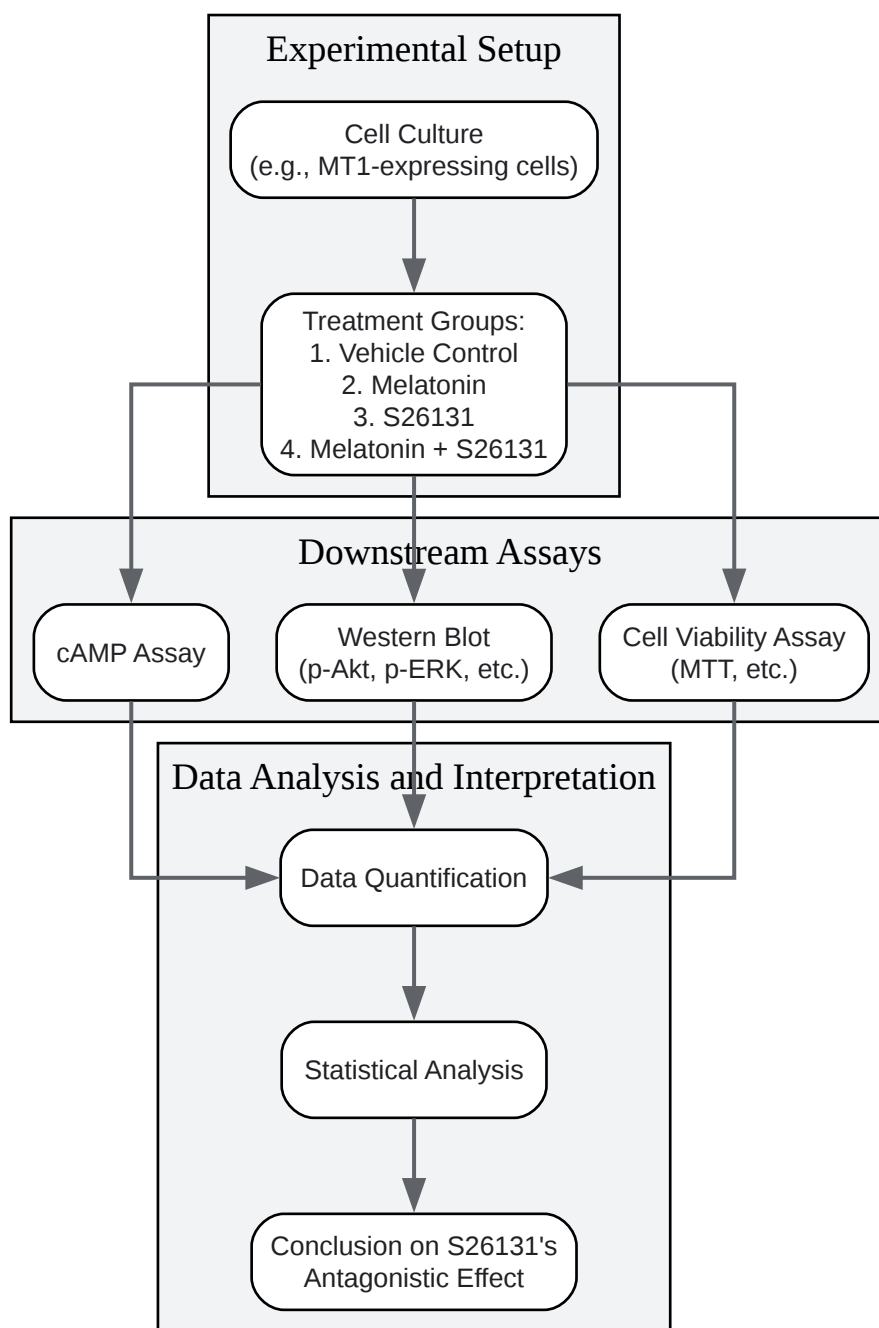 Experimental Setup
Cell Culture
(e.g., MT1-expressing cells)
Treatment Groups:
1. Vehicle Control
2. Melatonin
3. S26131
4. Melatonin + S26131
Downstream Assays
cAMP Assay
Western Blot
(p-Akt, p-ERK, etc.)
Cell Viability Assay
(MTT, etc.)
Data Analysis and Interpretation
Data Quantification
Statistical Analysis
Conclusion on S26131's
Antagonistic Effect